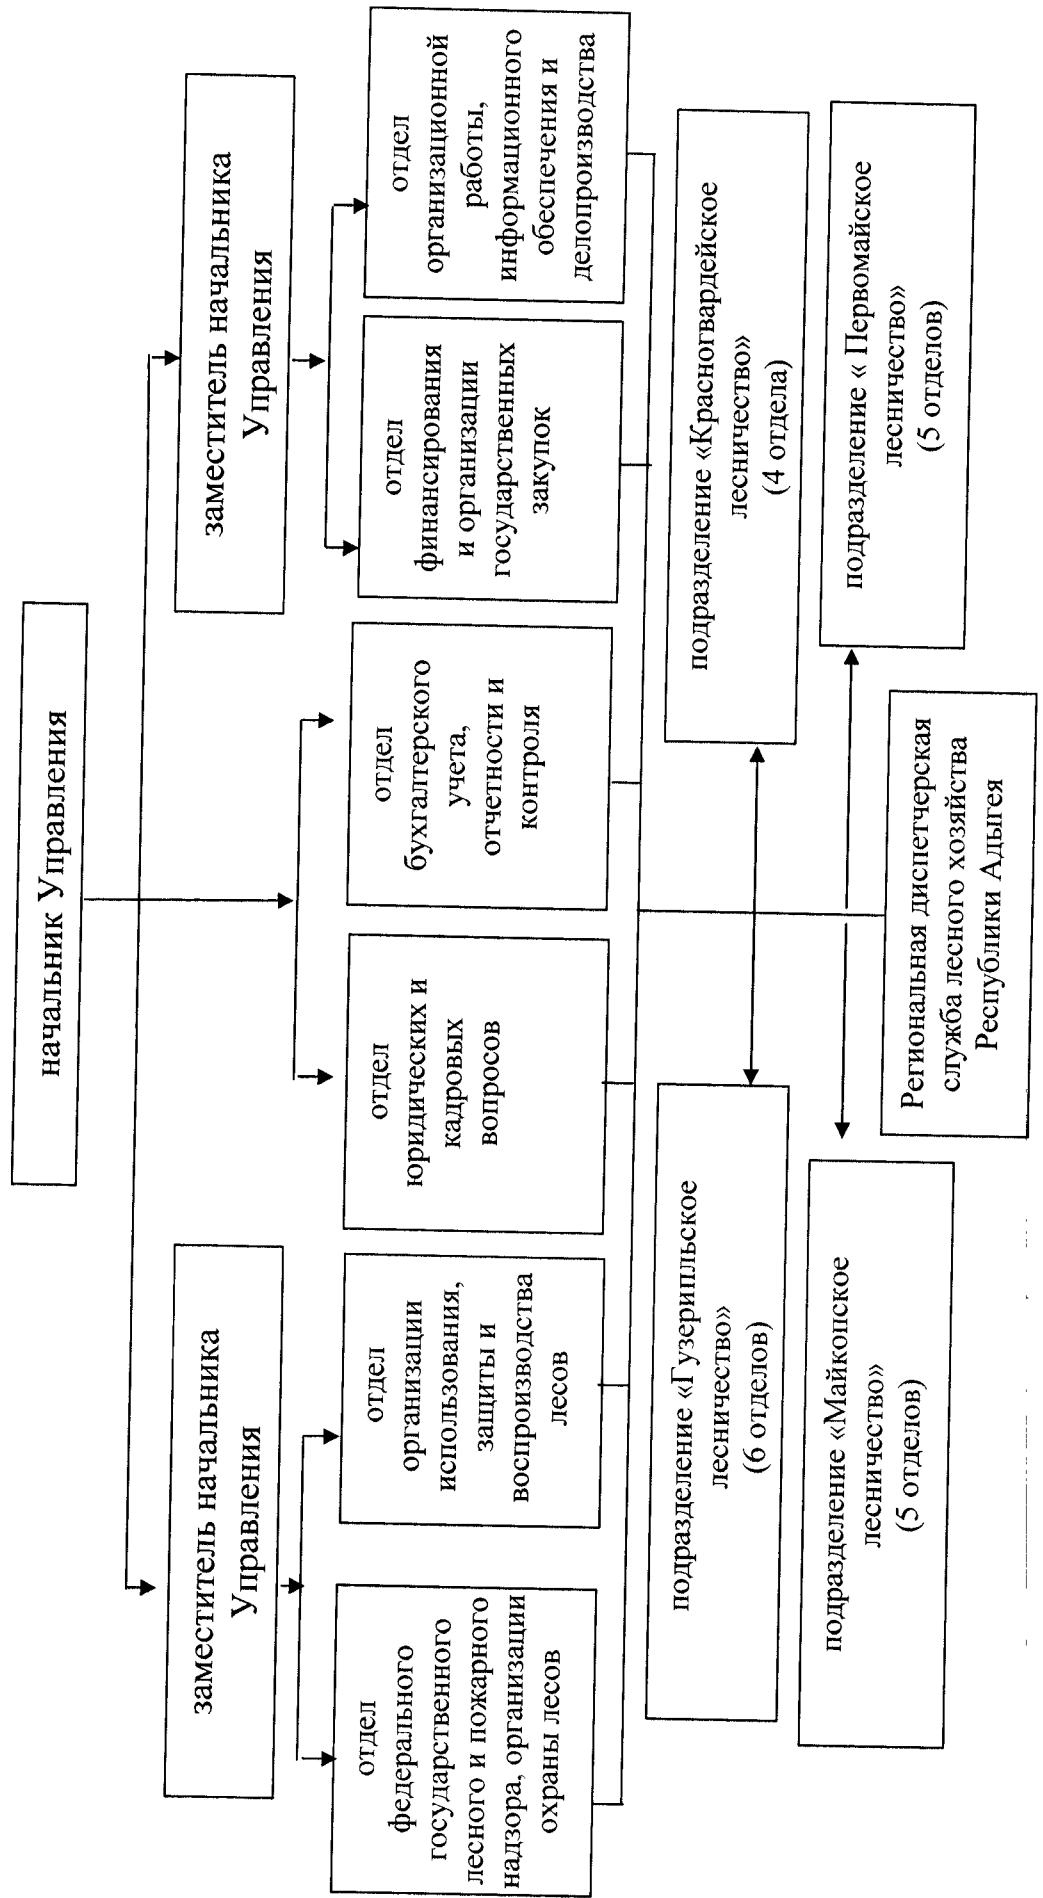 начальник Управления
заместитель начальника
Управления
заместитель начальника
Управления
отдел
федерального
государственного
лесного и пожарного
надзора, организации
охраны лесов
отдел
организации
использования,
защиты и
воспроизводства
лесов
отдел
юридических и
кадровых
вопросов
отдел
бухгалтерского
учета,
отчетности и
контроля
отдел
финансирования
и организации
государственных
закупок
отдел
организационной
работы,
информационного
обеспечения и
делопроизводства
подразделение «Гузерипльское
лесничество»
(6 отделов)
подразделение «Красногвардейское
лесничество»
(4 отдела)
подразделение «Майкопское
лесничество»
(5 отделов)
подразделение « Первомайское
лесничество»
(5 отделов)
Региональная диспетчерская
служба лесного хозяйства
Республики Адыгея